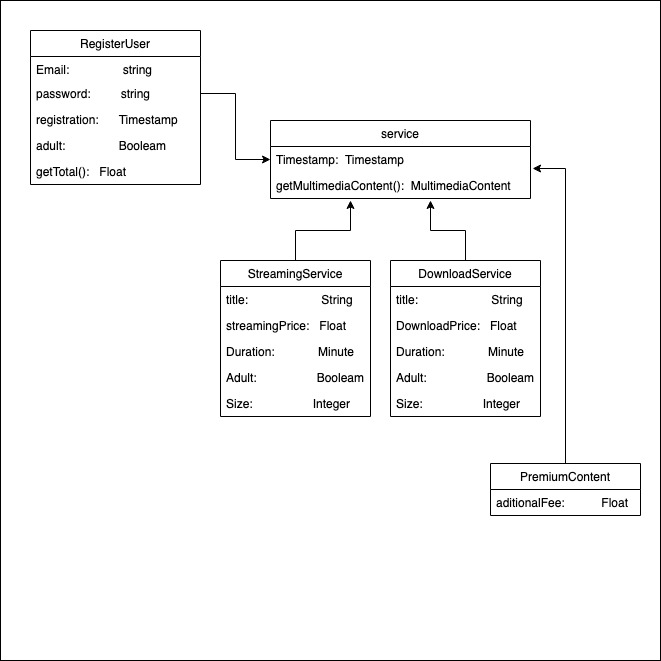 RegisterUser
Email: string
password: string
registration: Timestamp
adult: Booleam
getTotal(): Float
service
Timestamp: Timestamp
getMultimediaContent(): MultimediaContent
StreamingService
title: String
streamingPrice: Float
Duration: Minute
Adult: Booleam
Size: Integer
DownloadService
title: String
DownloadPrice: Float
Duration: Minute
Adult: Booleam
Size: Integer
PremiumContent
aditionalFee: Float